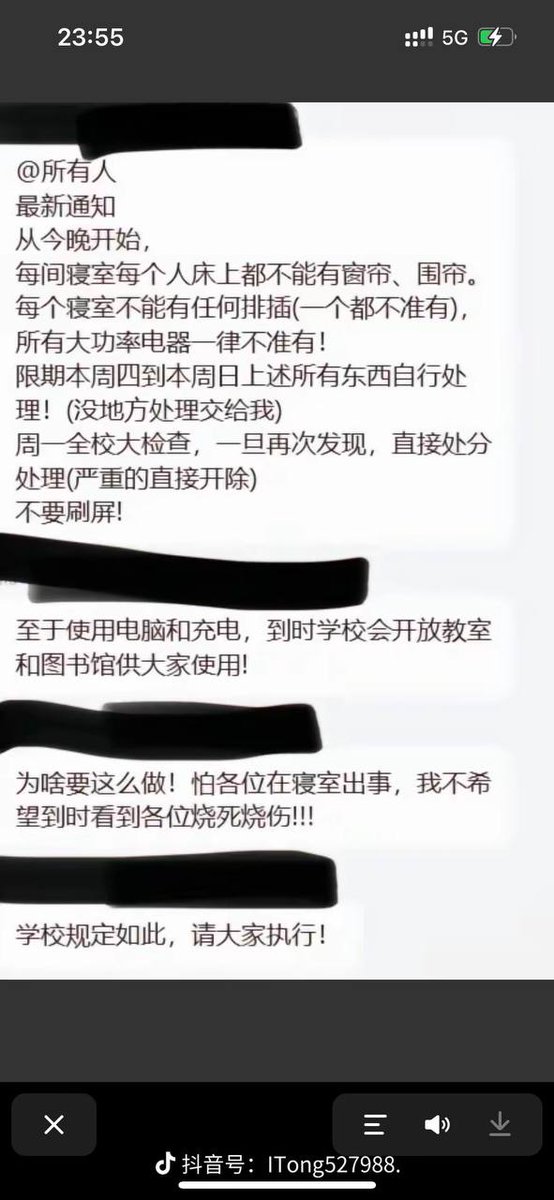 23:55
5G
@所有人
最新通知
从今晚开始，
每间寝室每个人床上都不能有窗帘、围帘。
每个寝室不能有任何排插(一个都不准有)，
所有大功率电器一律不准有！
限期本周四到本周日上述所有东西自行处
理！(没地方处理交给我)
周一全校大检查，一旦再次发现，直接处分
处理(严重的直接开除)
不要刷屏!
至于使用电脑和充电，到时学校会开放教室
和图书馆供大家使用!
为啥要这么做！怕各位在寝室出事，我不希
望到时看到各位烧死烧伤!!!
学校规定如此，请大家执行！
抖音号：ITong527988.